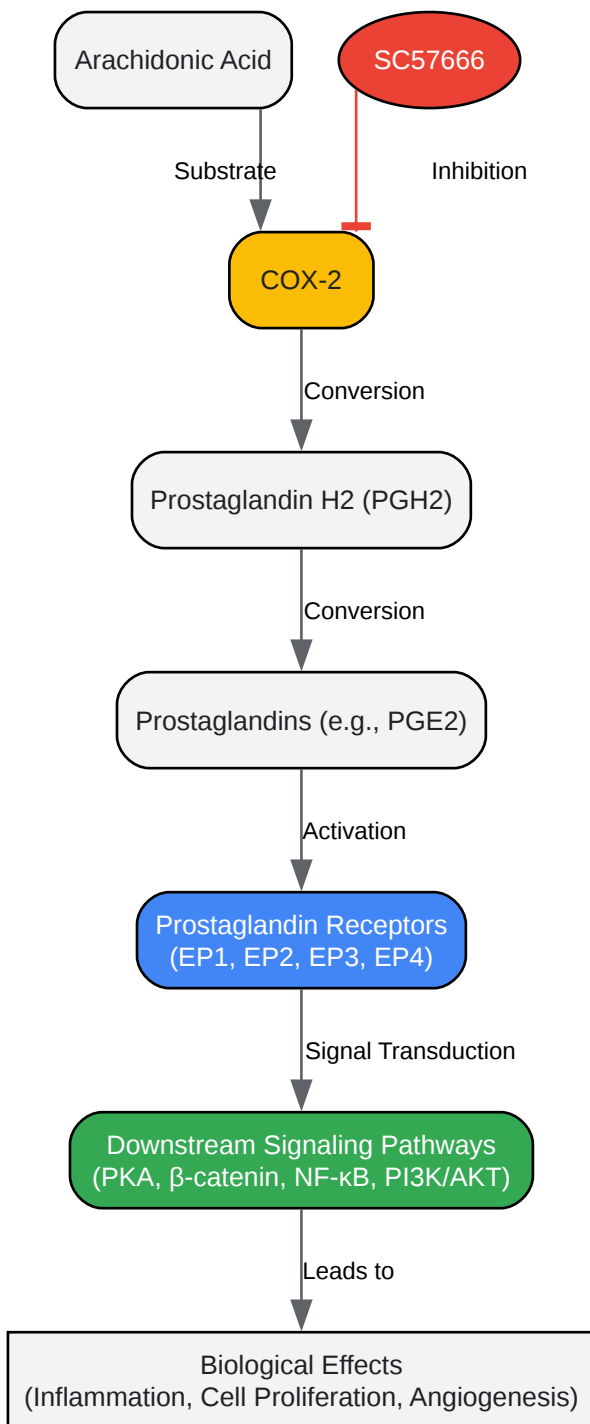 Arachidonic Acid
SC57666
Substrate
Inhibition
COX-2
Conversion
Prostaglandin H2 (PGH2)
Conversion
Prostaglandins (e.g., PGE2)
Activation
Prostaglandin Receptors
(EP1, EP2, EP3, EP4)
Signal Transduction
Downstream Signaling Pathways
(PKA, β-catenin, NF-κB, PI3K/AKT)
Leads to
Biological Effects
(Inflammation, Cell Proliferation, Angiogenesis)